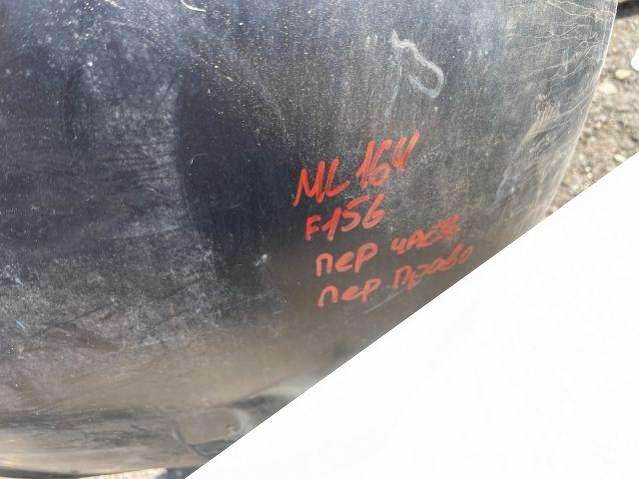 ML 164
F156
пер часть
пер право